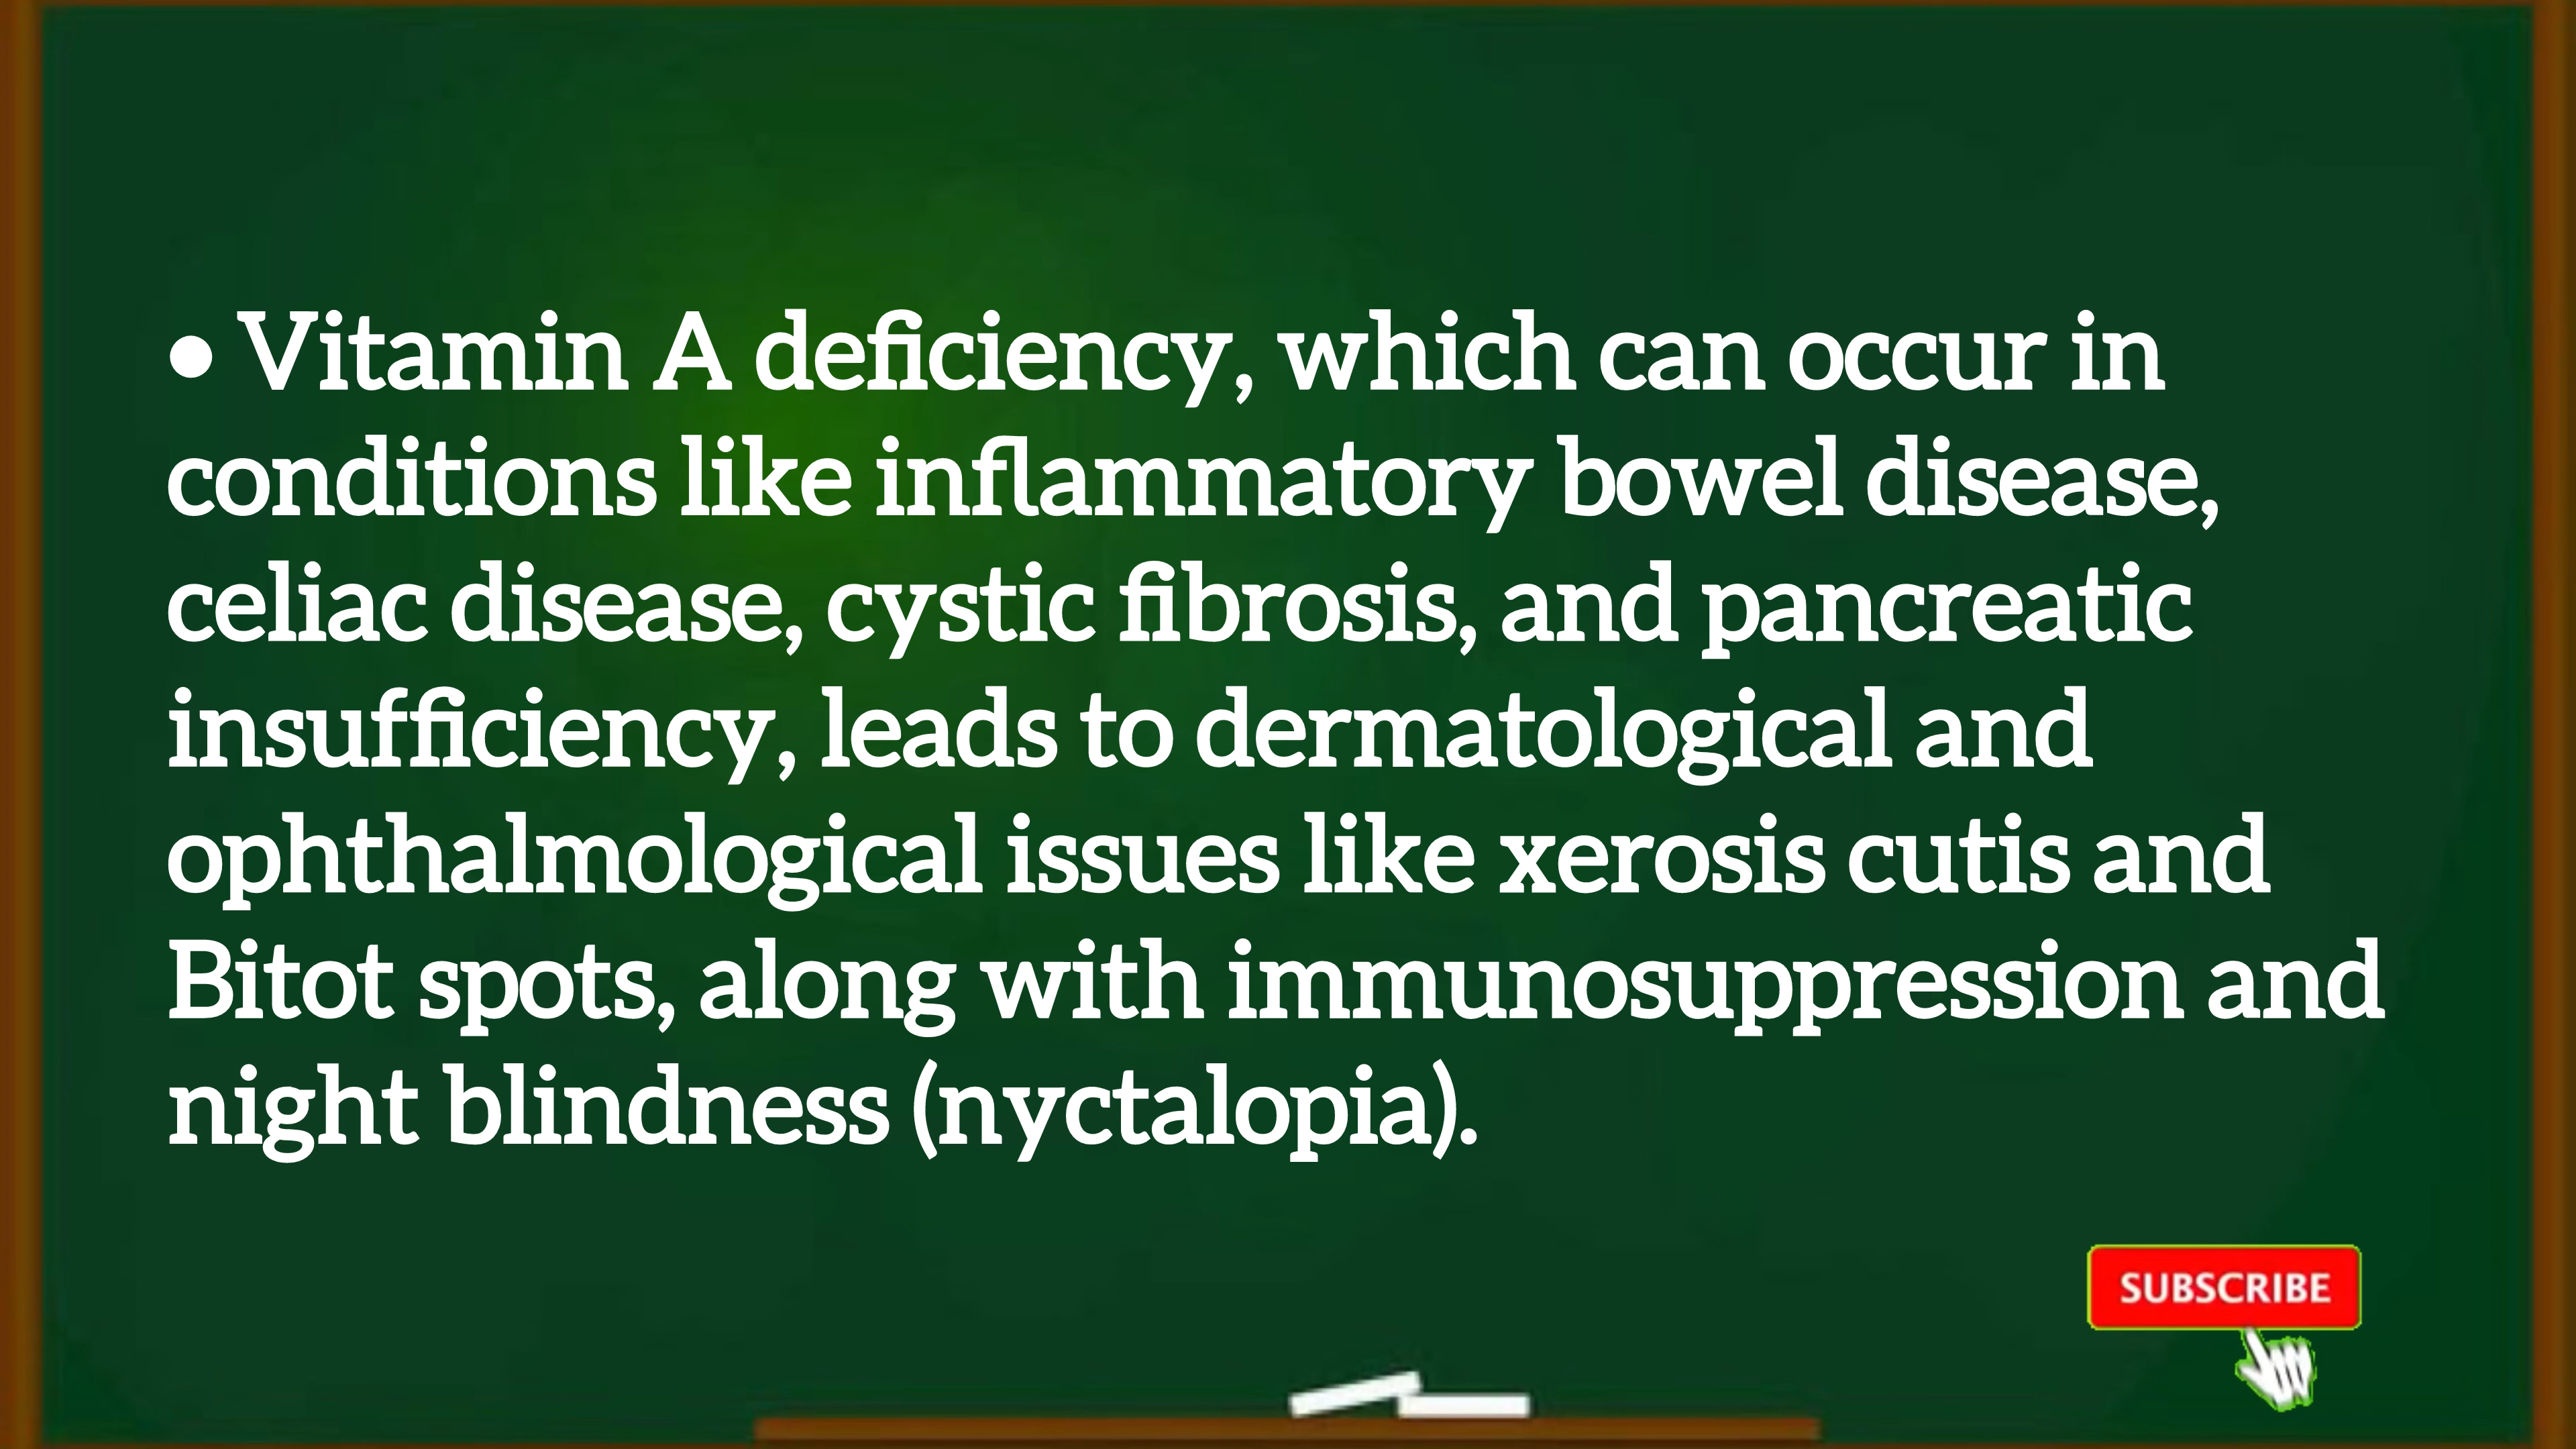 • Vitamin A deficiency, which can occur in
conditions like inflammatory bowel disease,
celiac disease, cystic fibrosis, and pancreatic
insufficiency, leads to dermatological and
ophthalmological issues like xerosis cutis and
Bitot spots, along with immunosuppression and
night blindness (nyctalopia).
SUBSCRIBE